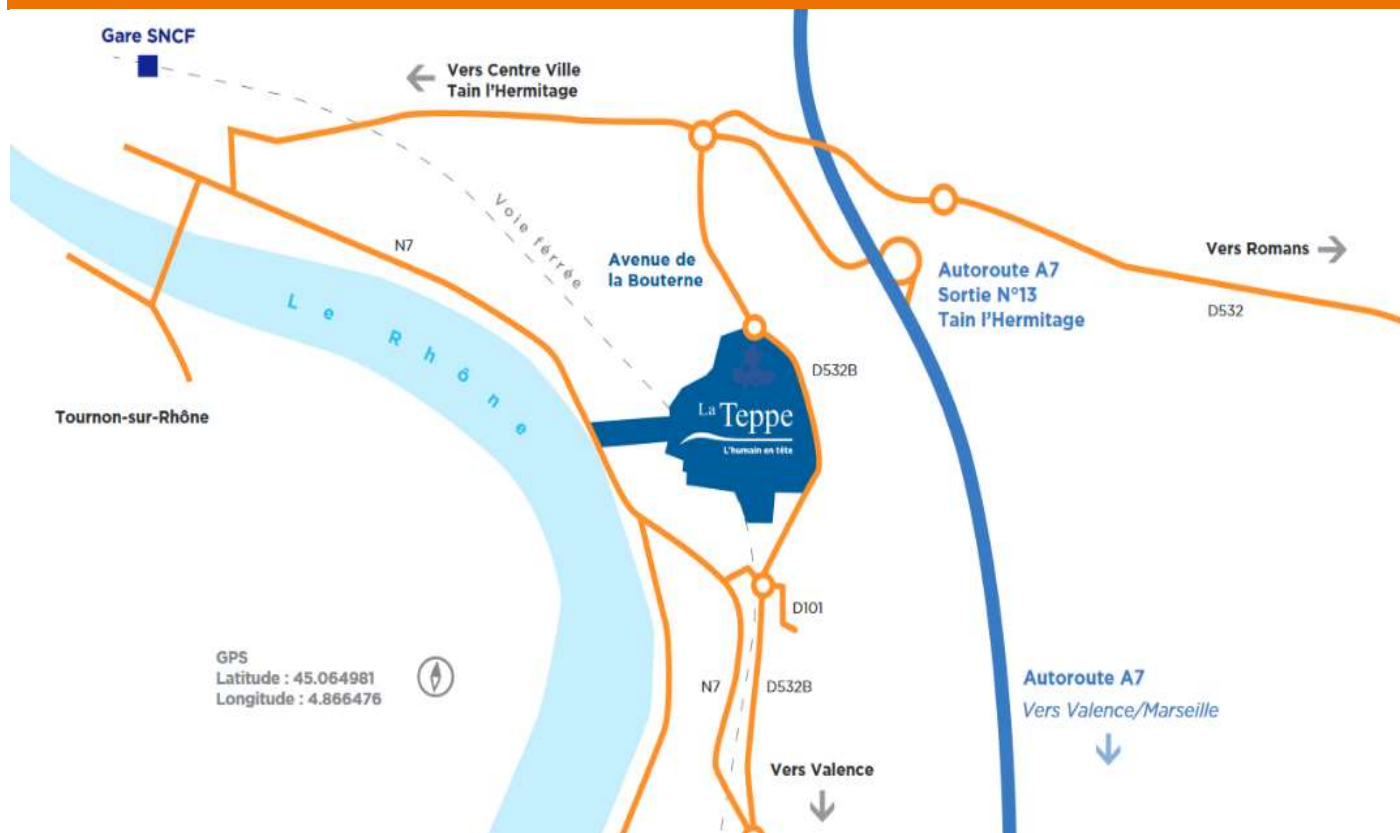 Gare SNCF
Vers Centre Ville
Tain l'Hermitage
Voie férrée
N7
Avenue de
la Bouterne
Vers Romans
Autoroute A7
Sortie N°13
Tain l'Hermitage
D532
Le Rhône
D532B
La Teppe
L'humain en tête
Tournon-sur-Rhône
D101
GPS
Latitude : 45.064981
Longitude : 4.866476
N7
D532B
Autoroute A7
Vers Valence/Marseille
Vers Valence